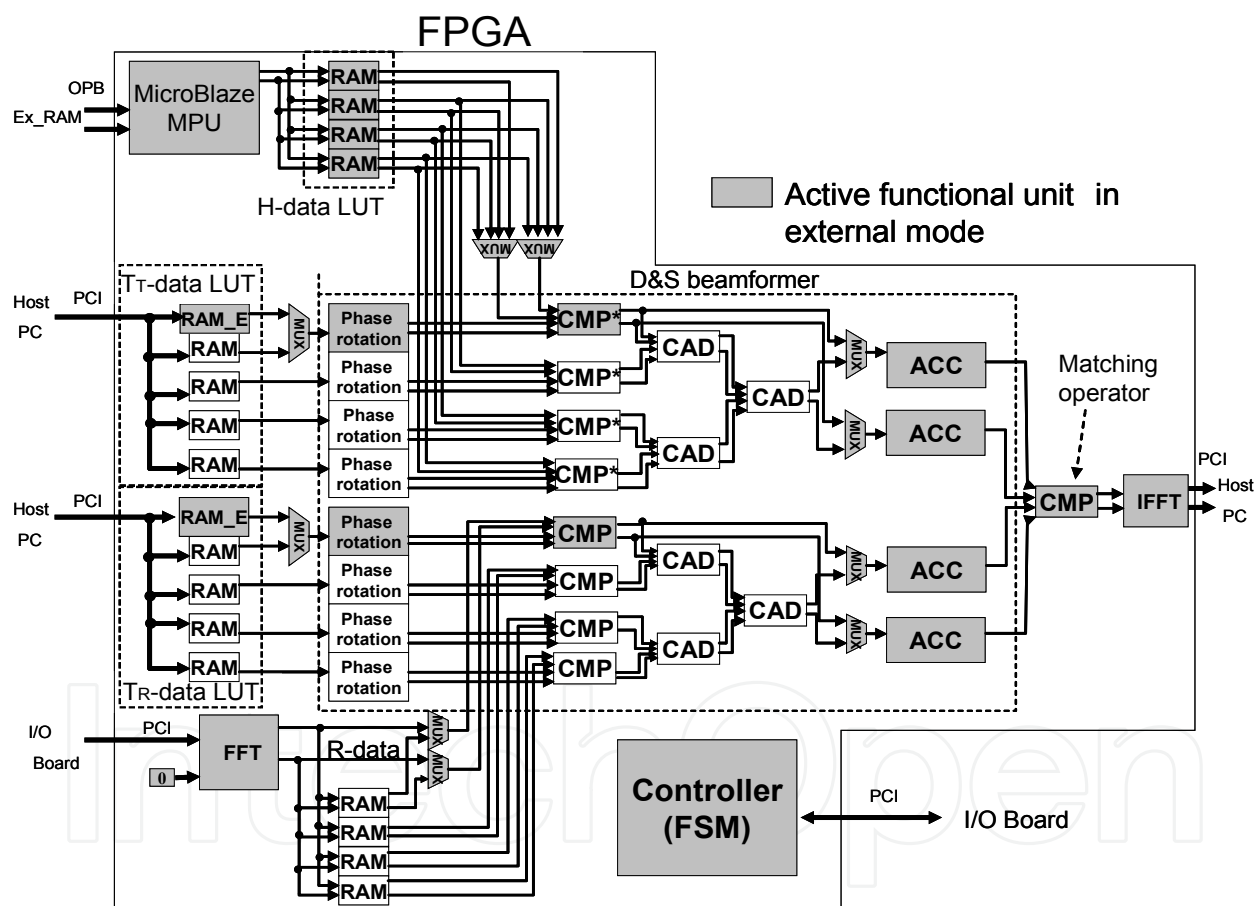 FPGA
OPB
Ex_RAM
MicroBlaze
MPU
RAM
RAM
RAM
RAM
H-data LUT
Active functional unit in
external mode
MUX
MUX
D&S beamformer
TT-data LUT
Host
PC
PCI
RAM_E
RAM
RAM
RAM
RAM
MUX
Phase
rotation
Phase
rotation
Phase
rotation
Phase
rotation
CMP*
CMP*
CMP*
CMP*
CAD
CAD
CAD
MUX
MUX
ACC
ACC
Matching
operator
Host
PC
PCI
RAM_E
RAM
RAM
RAM
RAM
TR-data LUT
MUX
Phase
rotation
Phase
rotation
Phase
rotation
Phase
rotation
CMP
CMP
CMP
CMP
CAD
CAD
CAD
MUX
MUX
ACC
ACC
CMP
IFFT
PCI
Host
PC
I/O
Board
PCI
0
FFT
R-data
MUX
MUX
RAM
RAM
RAM
RAM
Controller
(FSM)
PCI
I/O Board
IntechOpen